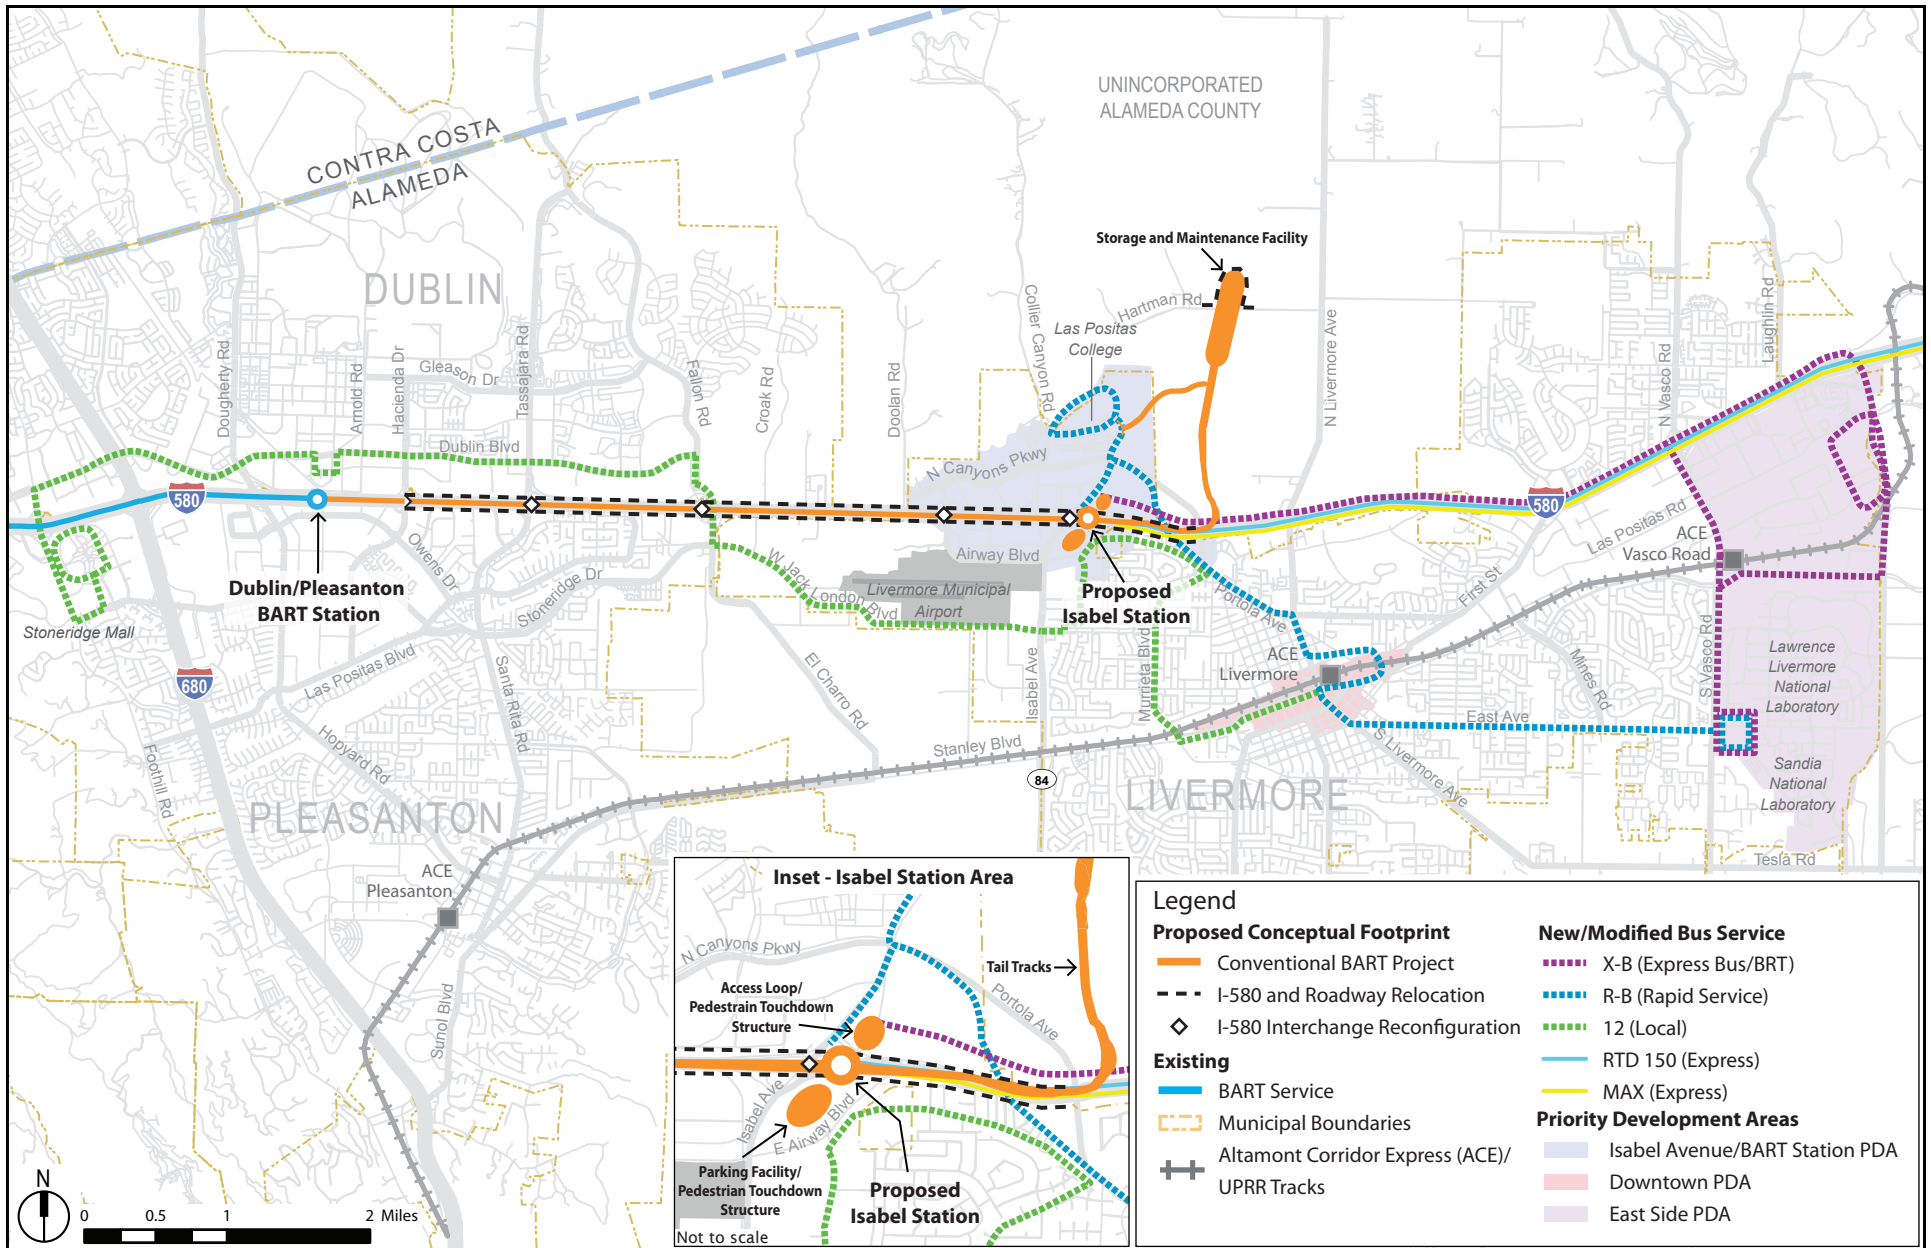 UNINCORPORATED
ALAMEDA COUNTY
CONTRA COSTA
ALAMEDA
DUBLIN
Storage and Maintenance Facility
Hartman Rd
Las Positas
College
Collier Canyon Rd
N Livermore Ave
N Vasco Rd
Laughlin Rd
Dougherty Rd
Arnold Rd
Hacienda Dr
Gleason Dr
Tassajara Rd
Fallon Rd
Croak Rd
Doolan Rd
Dublin Blvd
N Canyons Pkwy
580
580
Las Positas Rd
ACE
Vasco Road
Owens Dr
Stoneridge Dr
W Jack London Blvd
Airway Blvd
Livermore Municipal
Airport
Dublin/Pleasanton
BART Station
Proposed
Isabel Station
Portola Ave
First St
Stoneridge Mall
680
Las Positas Blvd
Santa Rita Rd
El Charro Rd
Isabel Ave
Murrieta Blvd
ACE
Livermore
Mines Rd
S Vasco Rd
Lawrence
Livermore
National
Laboratory
East Ave
S Livermore Ave
Sandia
National
Laboratory
Foothill Rd
Hopyard Rd
Stanley Blvd
84
PLEASANTON
LIVERMORE
Tesla Rd
ACE
Pleasanton
Sunol Blvd
Inset - Isabel Station Area
N Canyons Pkwy
Tail Tracks
Portola Ave
Access Loop/
Pedestrain Touchdown
Structure
Isabel Ave
E Airway Blvd
Parking Facility/
Pedestrian Touchdown
Structure
Proposed
Isabel Station
Not to scale
N
0 0.5 1 2 Miles
Legend
Proposed Conceptual Footprint
Conventional BART Project
I-580 and Roadway Relocation
I-580 Interchange Reconfiguration
Existing
BART Service
Municipal Boundaries
Altamont Corridor Express (ACE)/
UPRR Tracks
New/Modified Bus Service
X-B (Express Bus/BRT)
R-B (Rapid Service)
12 (Local)
RTD 150 (Express)
MAX (Express)
Priority Development Areas
Isabel Avenue/BART Station PDA
Downtown PDA
East Side PDA